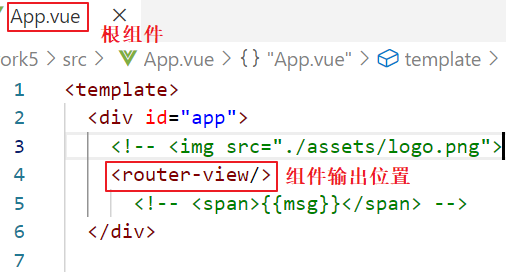 App.vue
根组件
ork5 > src > App.vue > {} "App.vue" > template >
1 <template>
2 <div id="app">
3 <!-- <img src="./assets/logo.png">
4 <router-view/> 组件输出位置
5 <!-- <span>{{msg}}</span> -->
6 </div>
7